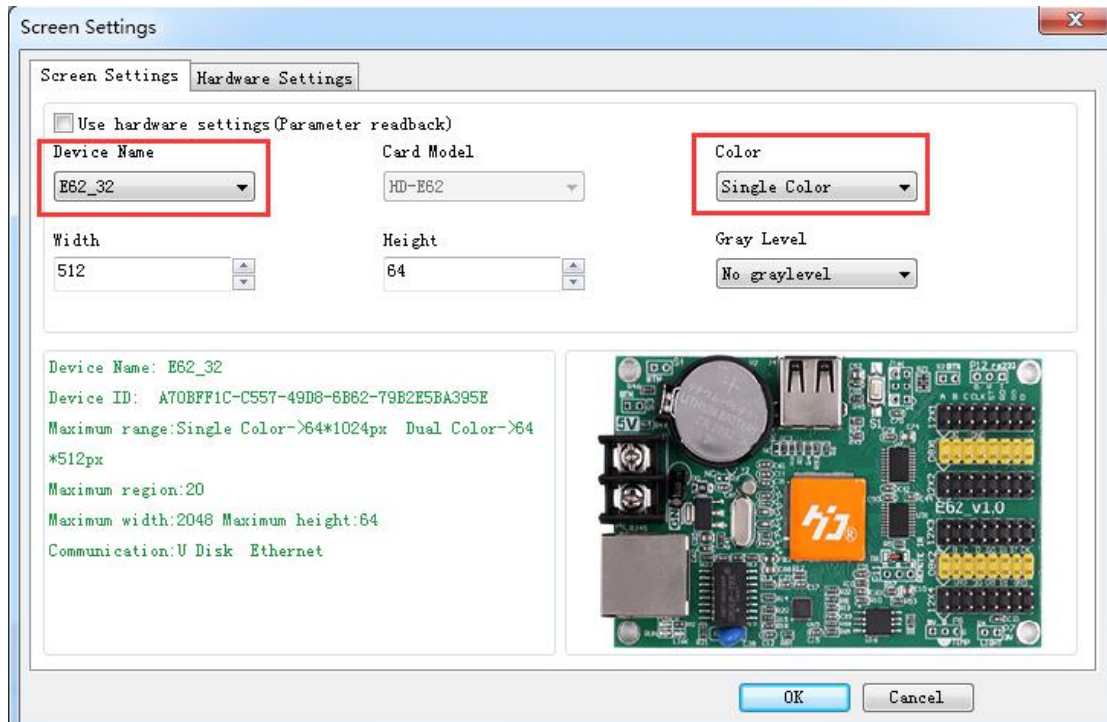 Screen Settings
Screen Settings Hardware Settings
Use hardware settings(Parameter readback)
Device Name Card Model Color
E62_32 HD-E62 Single Color
Width Height Gray Level
512 64 No graylevel
Device Name: E62_32
Device ID: A70BFF1C-C557-49D8-6B62-79B2E5BA395E
Maximum range:Single Color->64*1024px Dual Color->64
*512px
Maximum region:20
Maximum width:2048 Maximum height:64
Communication:U Disk Ethernet
5V
S1
E62 V1.0
OK Cancel